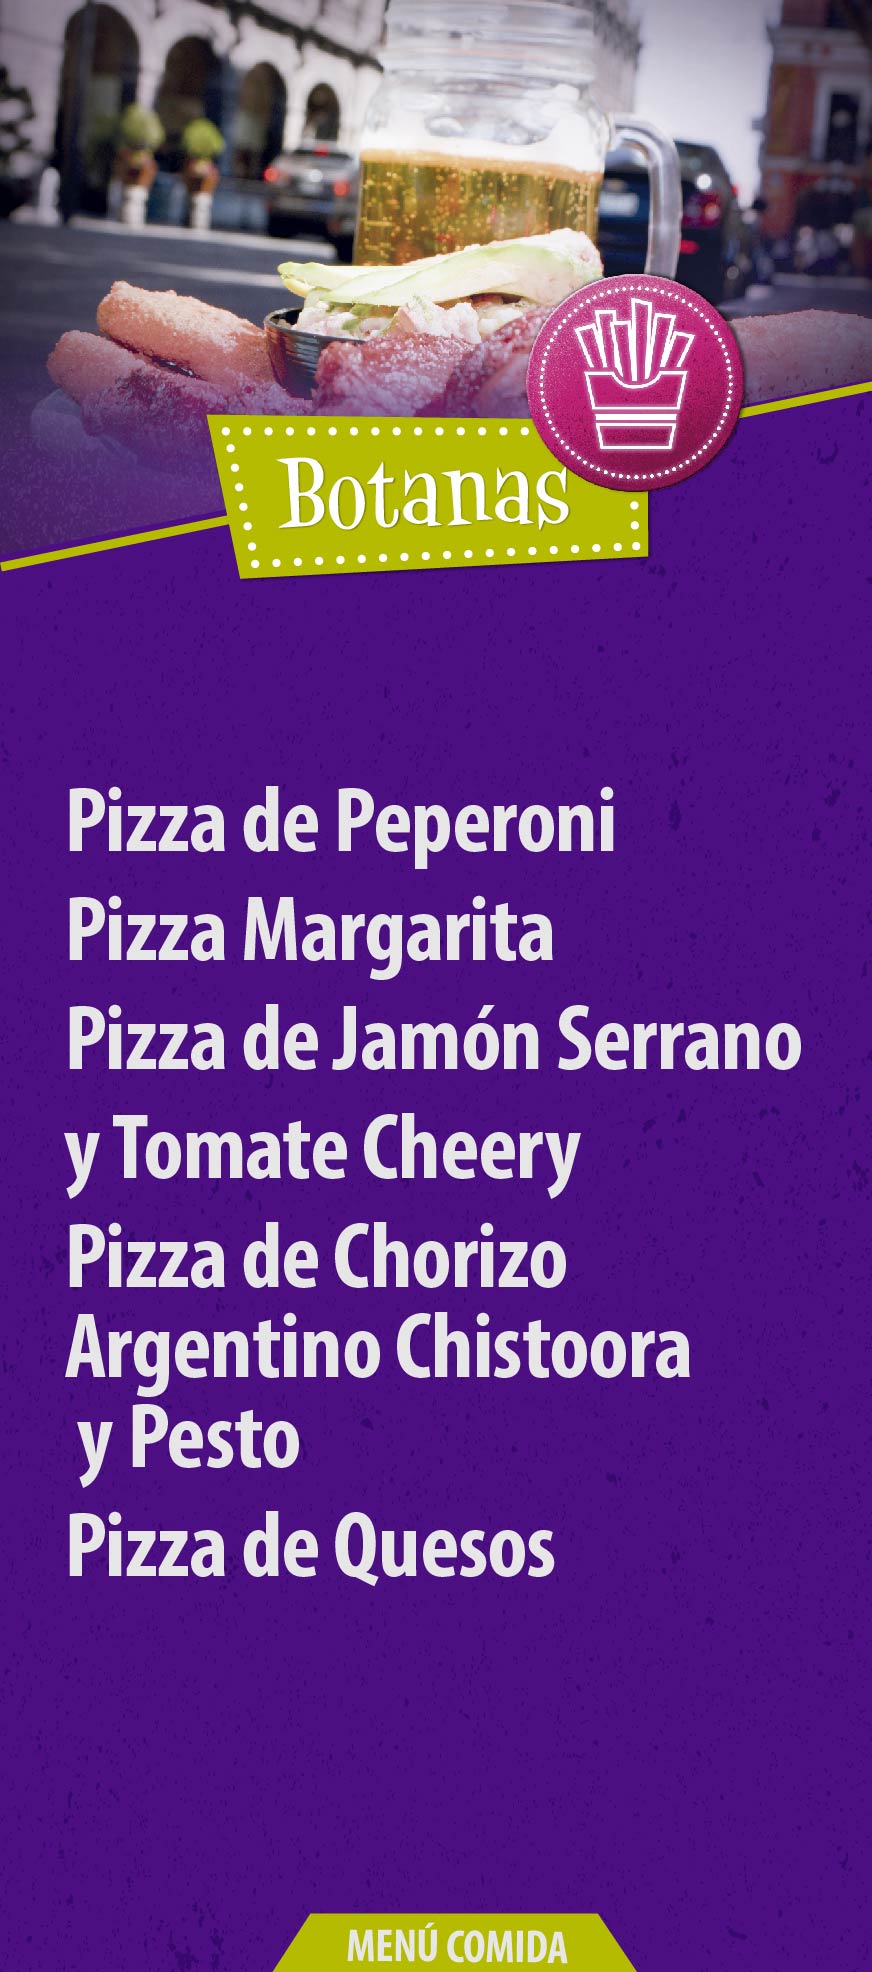 Botanas
Pizza de Peperoni
Pizza Margarita
Pizza de Jamón Serrano
y Tomate Cheery
Pizza de Chorizo
Argentino Chistoora
y Pesto
Pizza de Quesos
MENÚ COMIDA